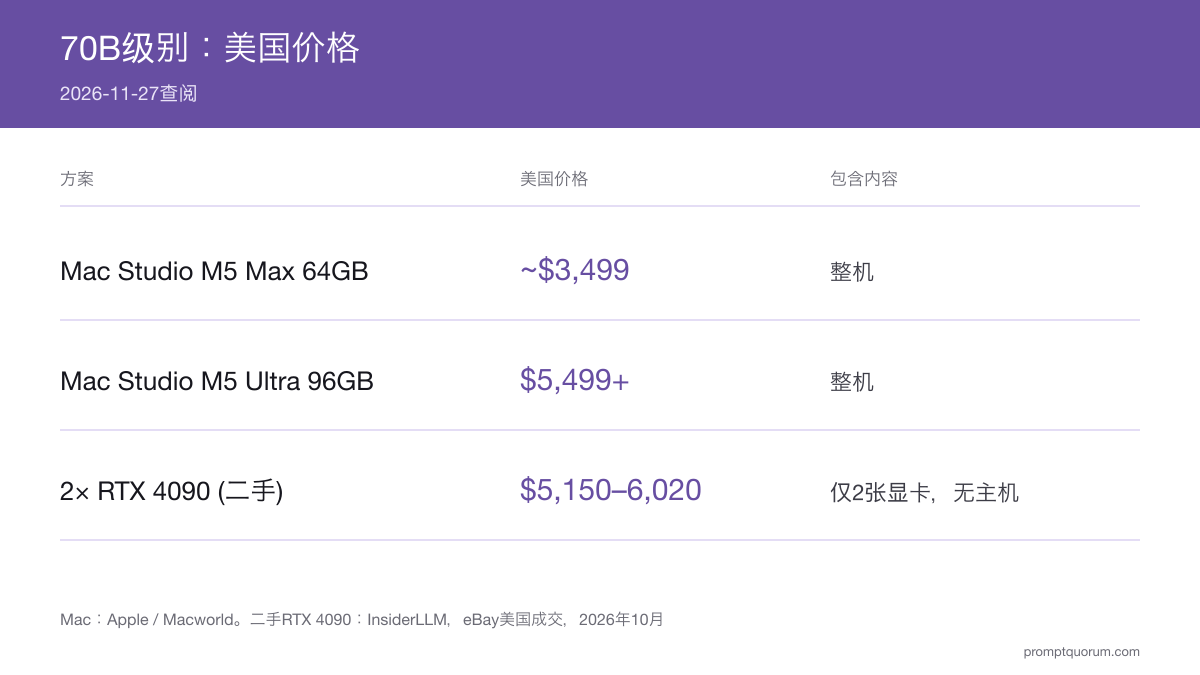 70B级别：美国价格
2026-11-27查阅
方案 美国价格 包含内容
Mac Studio M5 Max 64GB ~$3,499 整机
Mac Studio M5 Ultra 96GB $5,499+ 整机
2× RTX 4090 (二手) $5,150–6,020 仅2张显卡，无主机
Mac：Apple / Macworld。二手RTX 4090：InsiderLLM，eBay美国成交，2026年10月
promptquorum.com